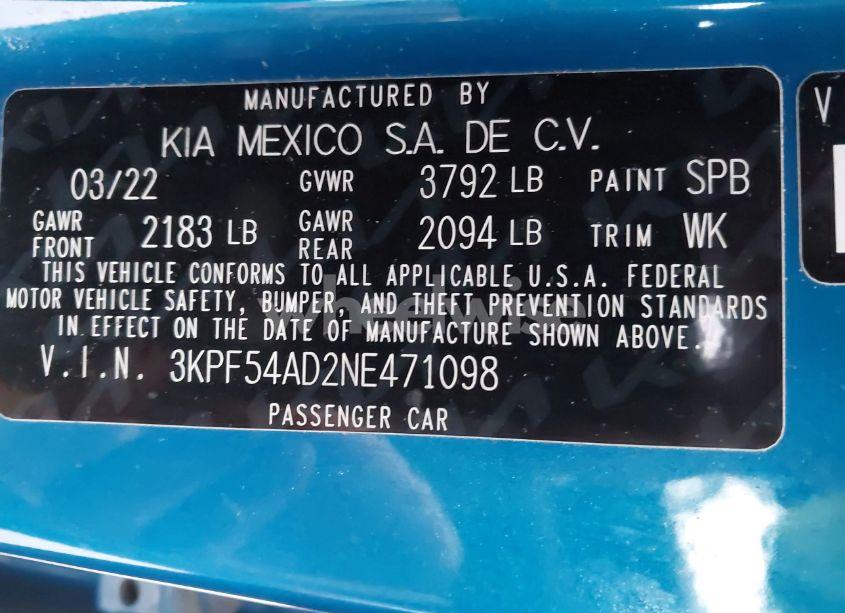 MANUFACTURED BY
KIA MEXICO S.A. DE C.V.
03/22 GVWR 3792 LB PAINT SPB
GAWR FRONT 2183 LB GAWR REAR 2094 LB TRIM WK
THIS VEHICLE CONFORMS TO ALL APPLICABLE U.S.A. FEDERAL
MOTOR VEHICLE SAFETY, BUMPER, AND THEFT PREVENTION STANDARDS
IN EFFECT ON THE DATE OF MANUFACTURE SHOWN ABOVE.
V.I.N. 3KPF54AD2NE471098
PASSENGER CAR
V
wheelwise